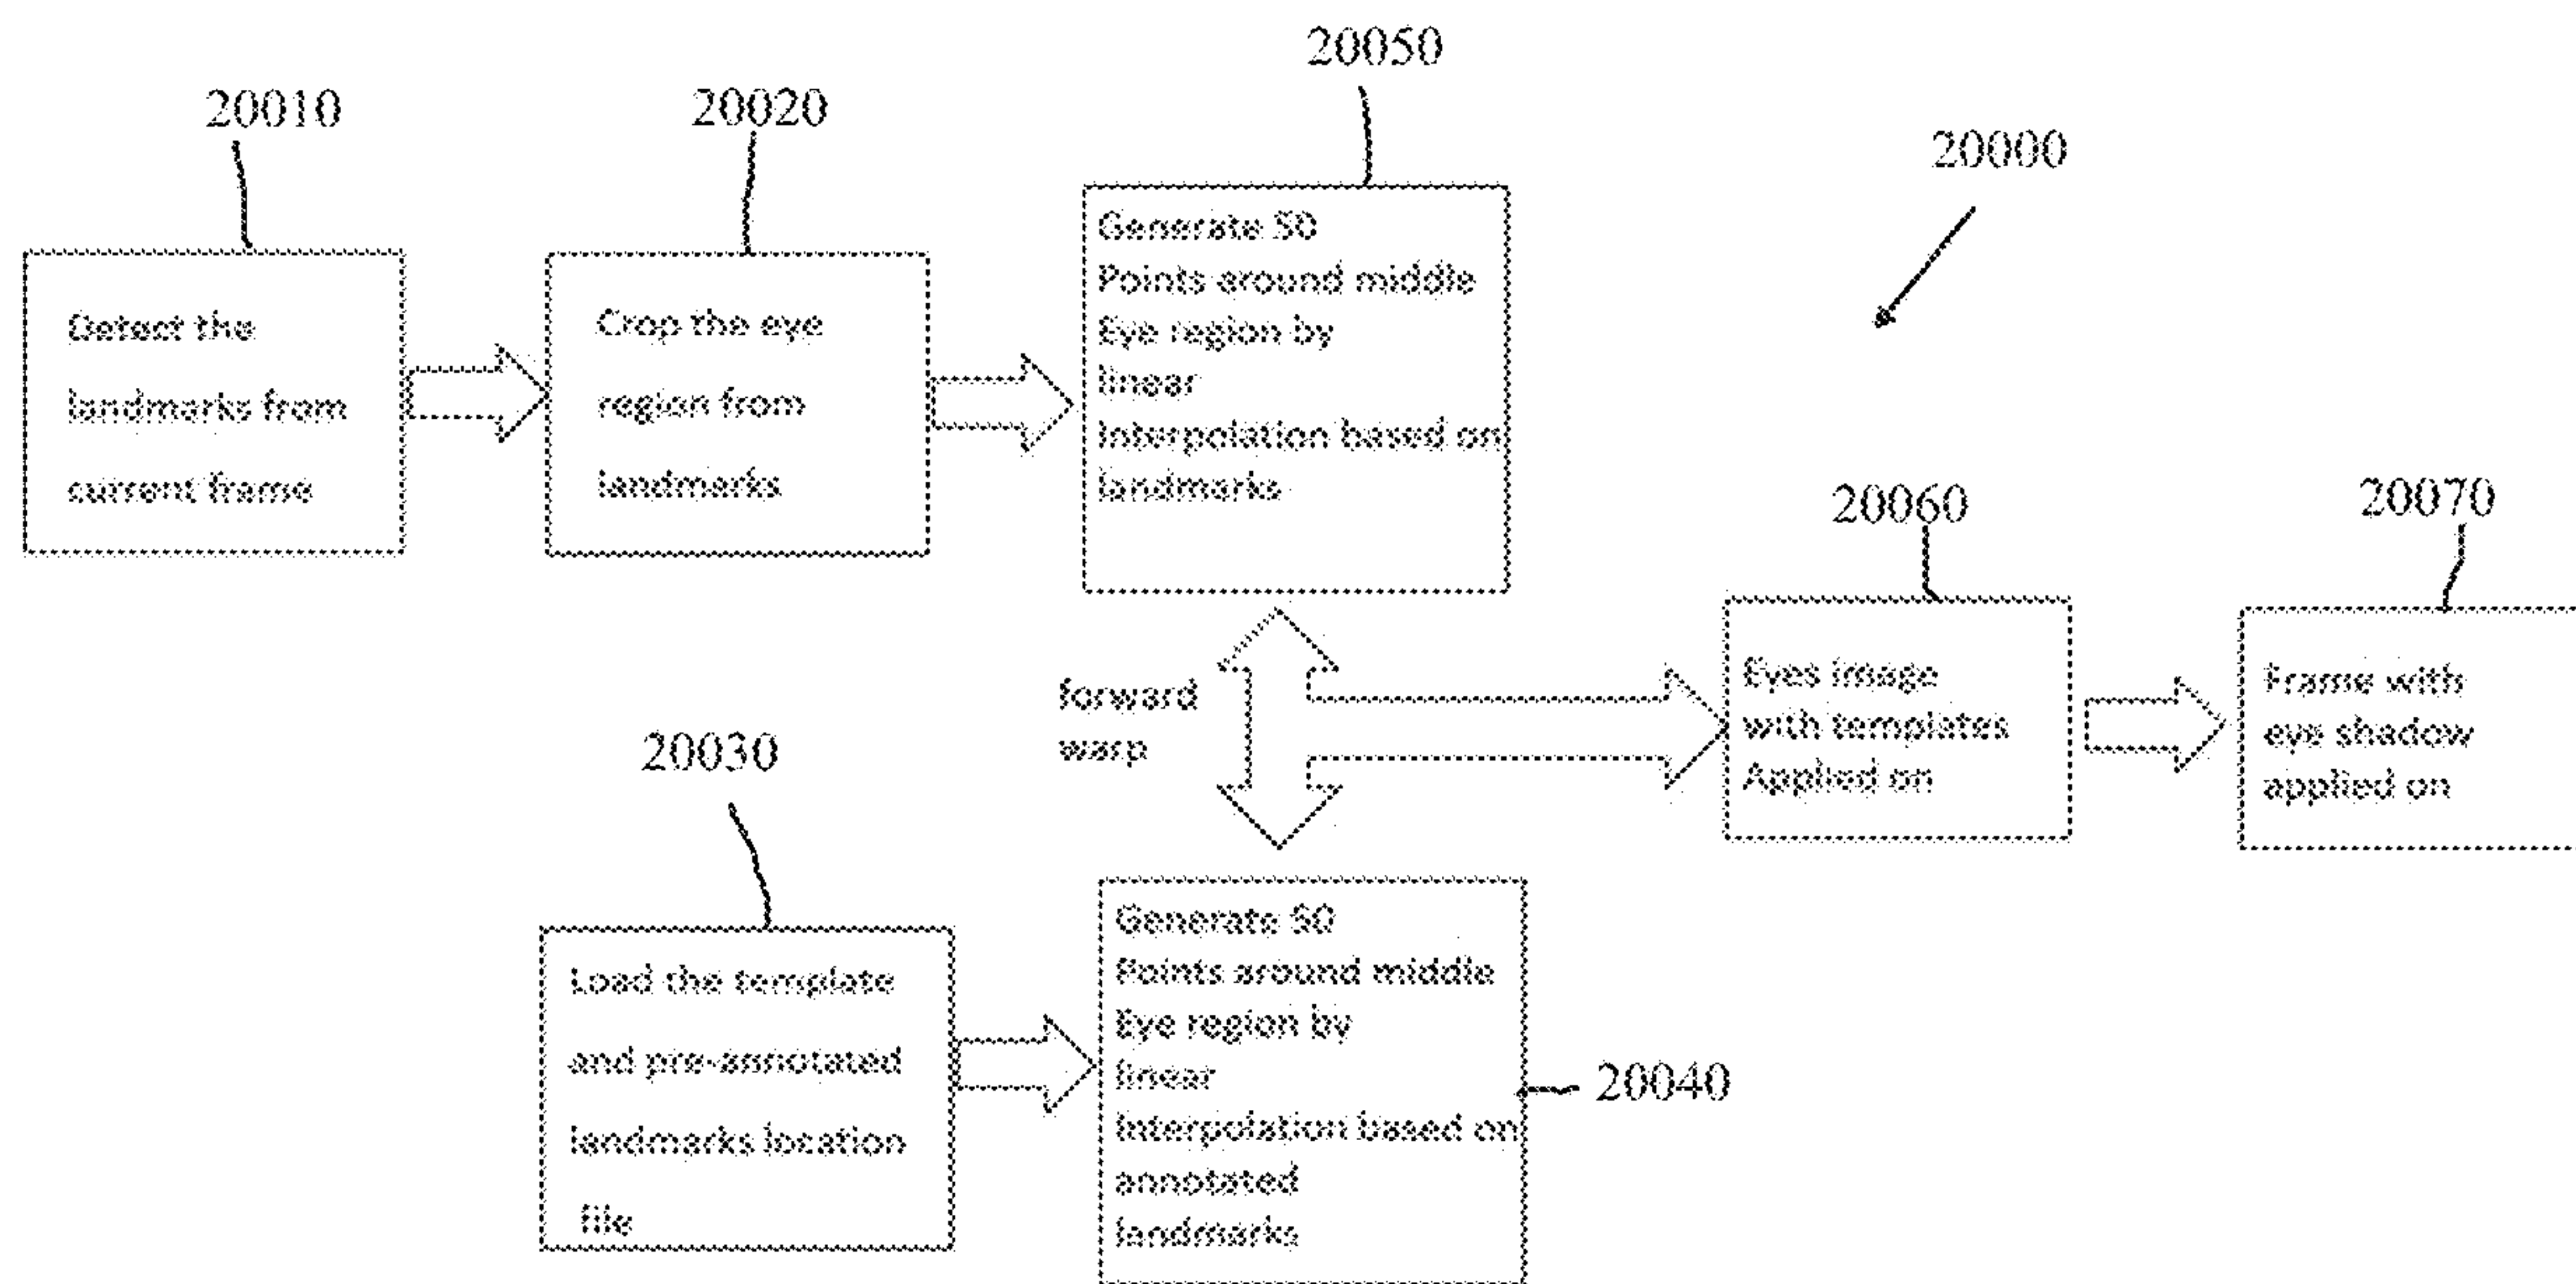 20050
20010
20020
20000
Detect the
landmarks from
current frame
Crop the eye
region from
landmarks
Generate 50
Points around middle
Eye region by
linear
Interpolation based on
landmarks
20060
20070
forward
warp
Eyes image
with templates
Applied on
Frame with
eye shadow
applied on
20030
Load the template
and pre-annotated
landmarks location
file
Generate 50
Points around middle
Eye region by
linear
Interpolation based on
annotated
landmarks
20040